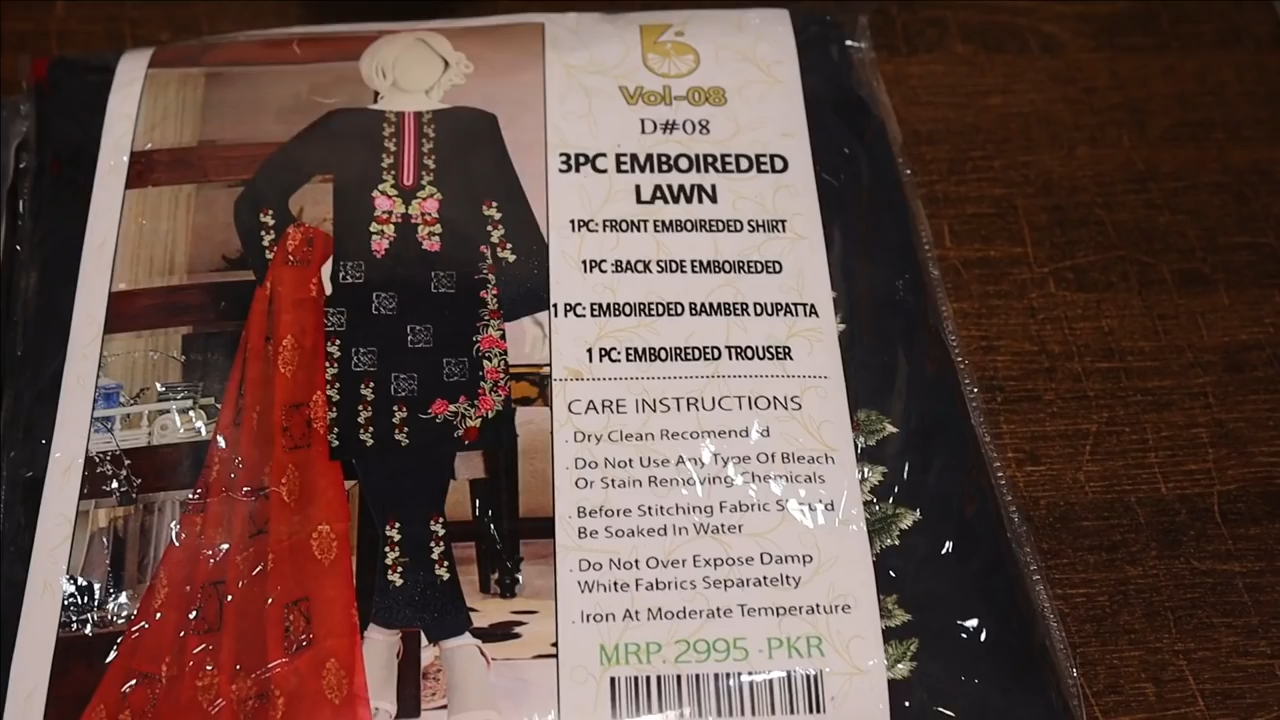 Vol-08
D#08
3PC EMBOIREDED
LAWN
1PC: FRONT EMBOIREDED SHIRT
1PC :BACK SIDE EMBOIREDED
1 PC: EMBOIREDED BAMBER DUPATTA
1 PC: EMBOIREDED TROUSER
CARE INSTRUCTIONS
. Dry Clean Recomended
. Do Not Use Any Type Of Bleach
Or Stain Removing Chemicals
. Before Stitching Fabric Should
Be Soaked In Water
. Do Not Over Expose Damp
White Fabrics Separatelty
. Iron At Moderate Temperature
MRP. 2995 -PKR